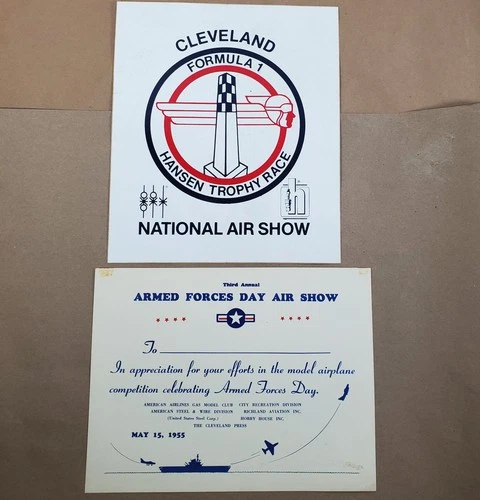 CLEVELAND
FORMULA 1
HANSEN TROPHY RACE
h
NATIONAL AIR SHOW
Third Annual
ARMED FORCES DAY AIR SHOW
To
In appreciation for your efforts in the model airplane
competition celebrating Armed Forces Day.
AMERICAN AIRLINES GAS MODEL CLUB CITY RECREATION DIVISION
AMERICAN STEEL & WIRE DIVISION RICHLAND AVIATION INC.
(United States Steel Corp.) HOBBY HOUSE INC.
THE CLEVELAND PRESS
MAY 15, 1955